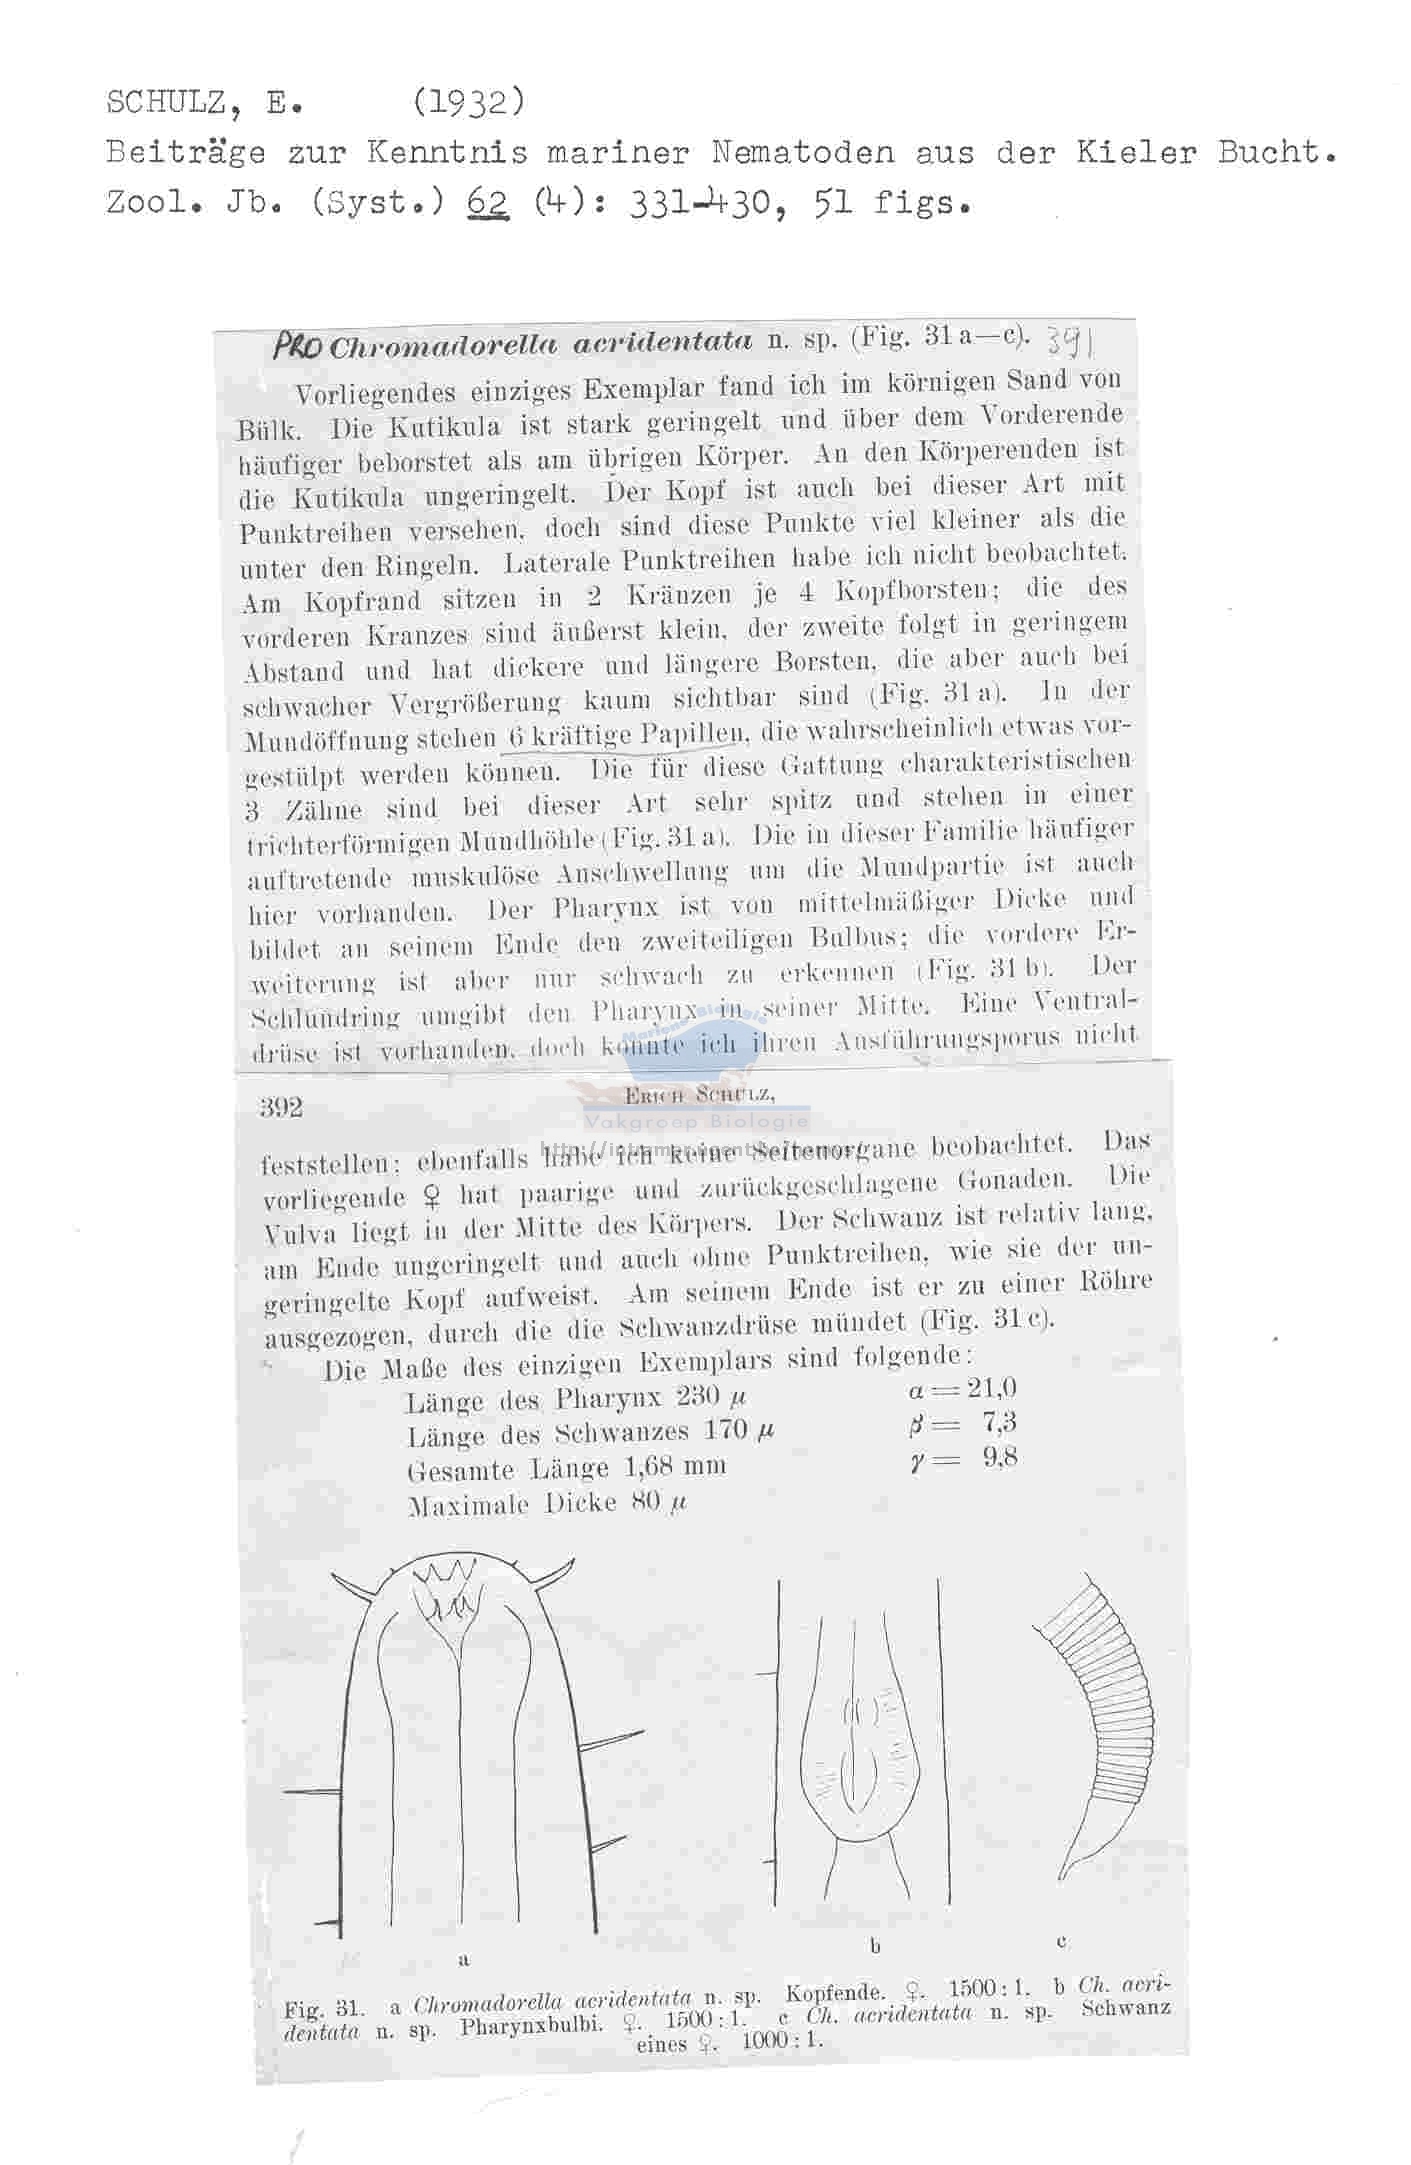 SCHULZ, E. (1932)
Beiträge zur Kenntnis mariner Nematoden aus der Kieler Bucht.
Zool. Jb. (Syst.) 62 (4): 331-430, 51 figs.
PRO Chromadorella acridentata n. sp. (Fig. 31 a—c). 391
Vorliegendes einziges Exemplar fand ich im körnigen Sand von
Bülk. Die Kutikula ist stark geringelt und über dem Vorderende
häufiger beborstet als am übrigen Körper. An den Körperenden ist
die Kutikula ungeringelt. Der Kopf ist auch bei dieser Art mit
Punktreihen versehen, doch sind diese Punkte viel kleiner als die
unter den Ringeln. Laterale Punktreihen habe ich nicht beobachtet.
Am Kopfrand sitzen in 2 Kränzen je 4 Kopfborsten; die des
vorderen Kranzes sind äußerst klein, der zweite folgt in geringem
Abstand und hat dickere und längere Borsten, die aber auch bei
schwacher Vergrößerung kaum sichtbar sind (Fig. 31 a). In der
Mundöffnung stehen 6 kräftige Papillen, die wahrscheinlich etwas vor-
gestülpt werden können. Die für diese Gattung charakteristischen
3 Zähne sind bei dieser Art sehr spitz und stehen in einer
trichterförmigen Mundhöhle (Fig. 31 a). Die in dieser Familie häufiger
auftretende muskulöse Anschwellung um die Mundpartie ist auch
hier vorhanden. Der Pharynx ist von mittelmäßiger Dicke und
bildet an seinem Ende den zweiteiligen Bulbus; die vordere Er-
weiterung ist aber nur schwach zu erkennen (Fig. 31 b). Der
Schlundring umgibt den Pharynx in seiner Mitte. Eine Ventral-
drüse ist vorhanden, doch konnte ich ihren Ausführungsporus nicht
Mariene Biologie
392 ERICH SCHULZ,
Vakgroep Biologie
feststellen; ebenfalls habe ich keine Seitenorgane beobachtet. Das
vorliegende ♀ hat paarige und zurückgeschlagene Gonaden. Die
Vulva liegt in der Mitte des Körpers. Der Schwanz ist relativ lang,
am Ende ungeringelt und auch ohne Punktreihen, wie sie der un-
geringelte Kopf aufweist. Am seinem Ende ist er zu einer Röhre
ausgezogen, durch die die Schwanzdrüse mündet (Fig. 31 c).
Die Maße des einzigen Exemplars sind folgende:
Länge des Pharynx 230 μ α = 21,0
Länge des Schwanzes 170 μ β = 7,3
Gesamte Länge 1,68 mm γ = 9,8
Maximale Dicke 80 μ
a b c
Fig. 31. a Chromadorella acridentata n. sp. Kopfende. ♀. 1500 : 1. b Ch. acri-
dentata n. sp. Pharynxbulbi. ♀. 1500 : 1. c Ch. acridentata n. sp. Schwanz
eines ♀. 1000 : 1.